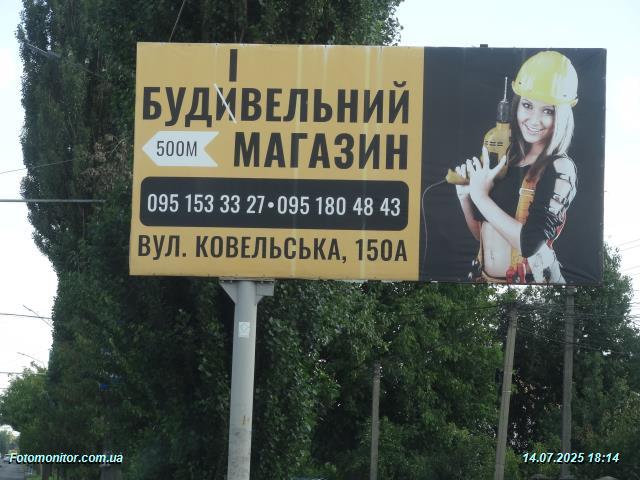 І
БУДИВЕЛЬНИЙ
500М
МАГАЗИН
095 153 33 27•095 180 48 43
ВУЛ. КОВЕЛЬСЬКА, 150А
Fotomonitor.com.ua
14.07.2025 18:14